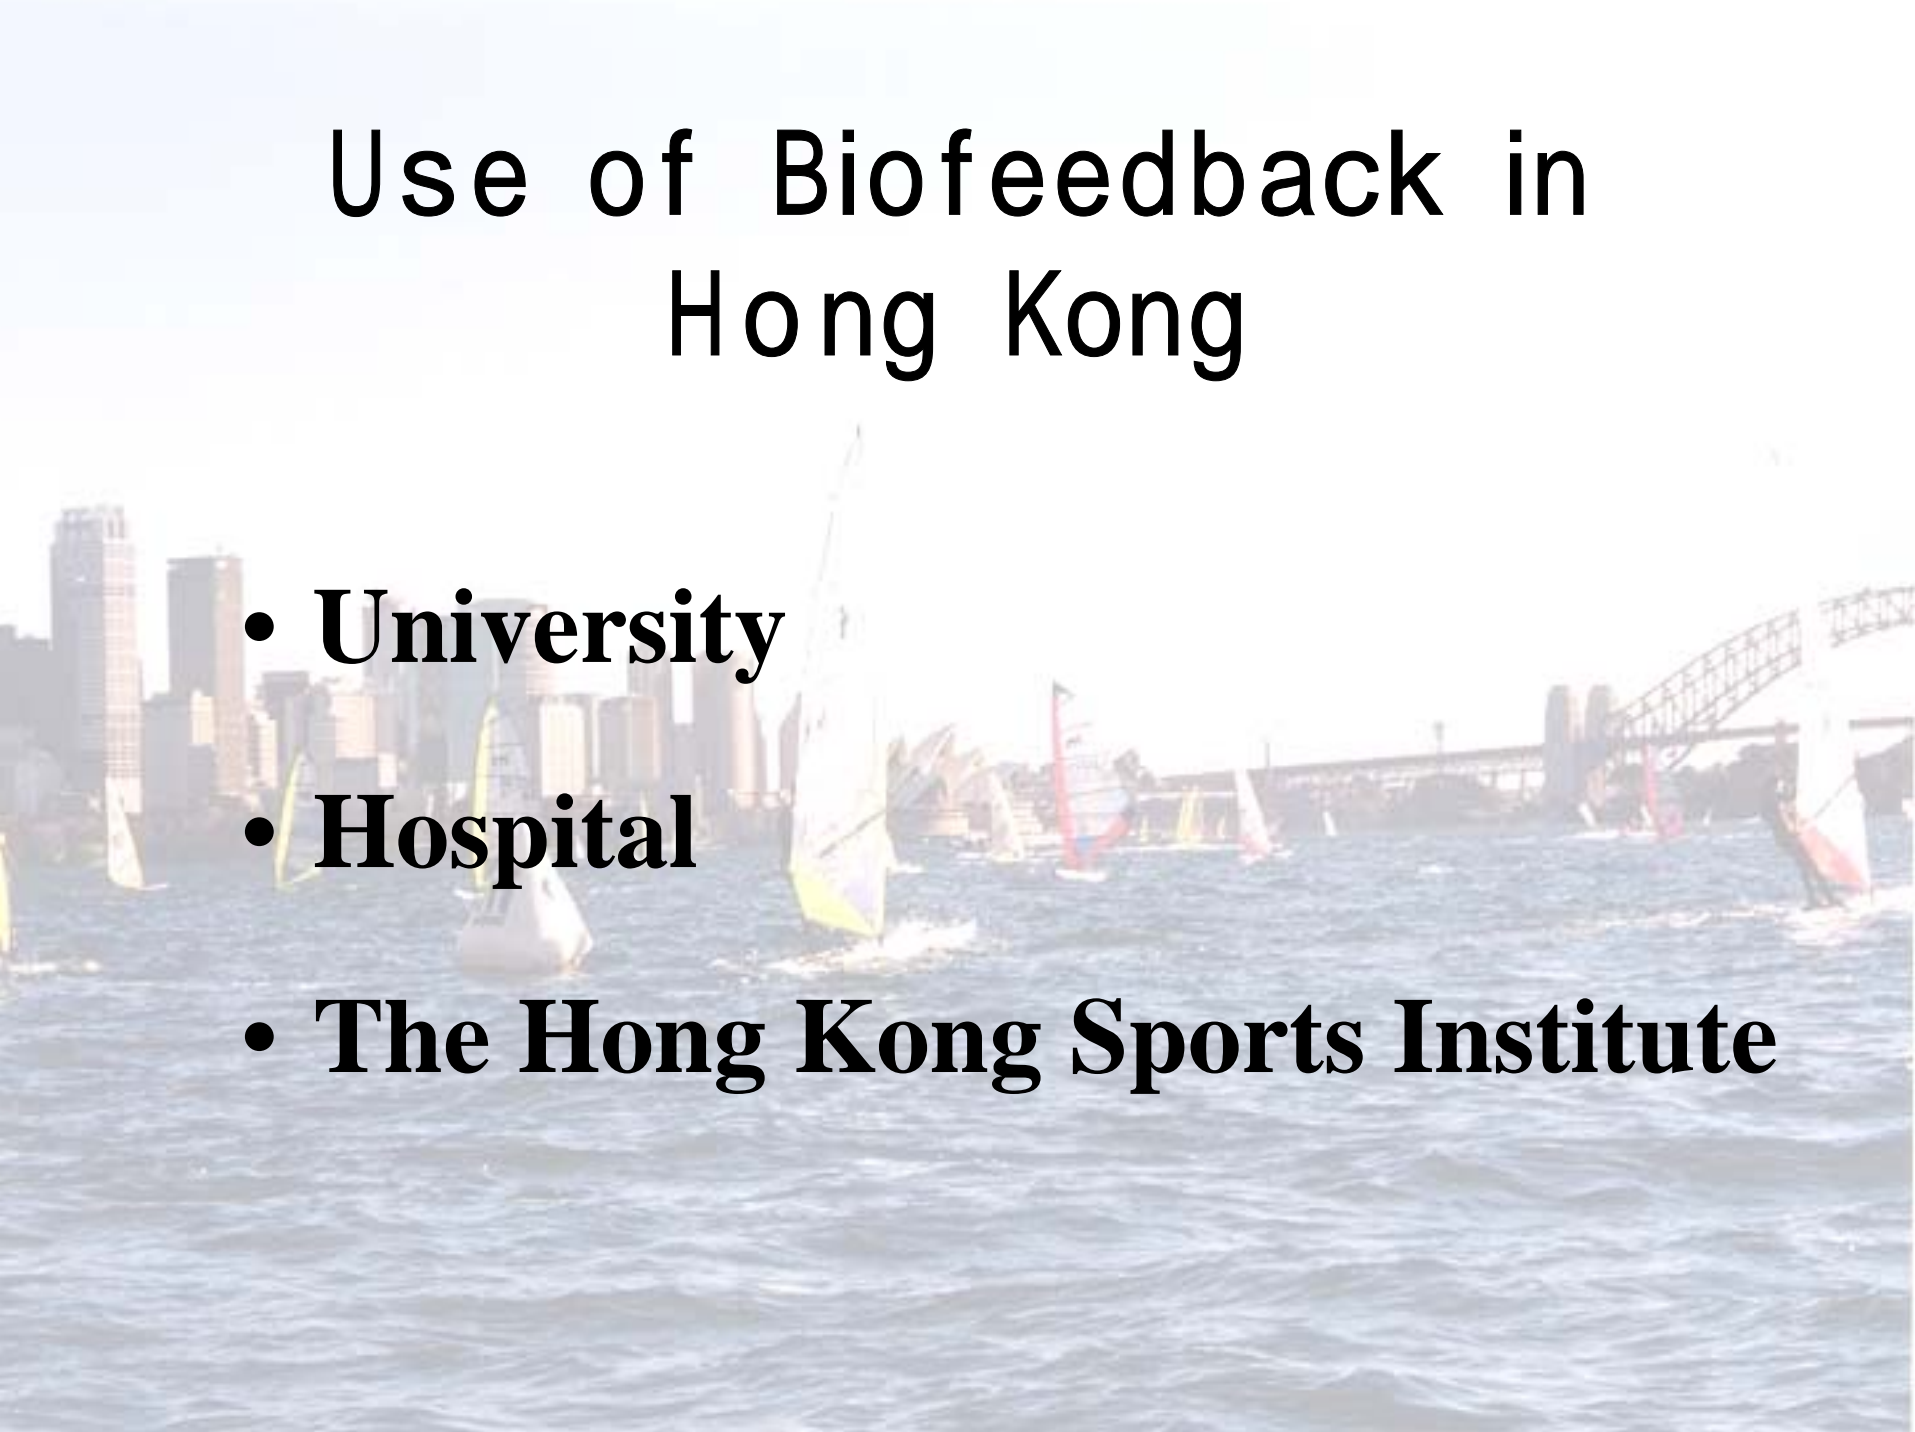 Use of Biofeedback in
Hong Kong
• University
• Hospital
• The Hong Kong Sports Institute